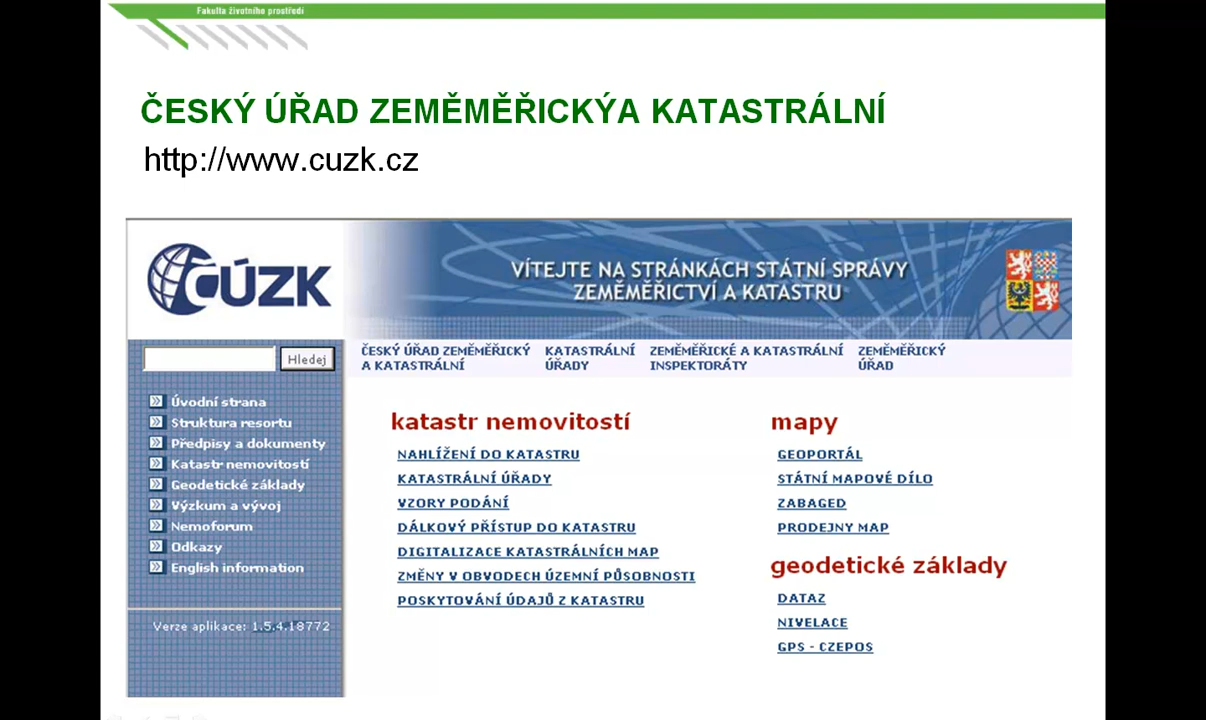 Fakulta životního prostředí
ČESKÝ ÚŘAD ZEMĚMĚŘICKÝA KATASTRÁLNÍ
http://www.cuzk.cz
ČÚZK
VÍTEJTE NA STRÁNKÁCH STÁTNÍ SPRÁVY
ZEMĚMĚŘICTVÍ A KATASTRU
Hledej
ČESKÝ ÚŘAD ZEMĚMĚŘICKÝ
A KATASTRÁLNÍ
KATASTRÁLNÍ
ÚŘADY
ZEMĚMĚŘICKÉ A KATASTRÁLNÍ
INSPEKTORÁTY
ZEMĚMĚŘICKÝ
ÚŘAD
Úvodní strana
Struktura resortu
Předpisy a dokumenty
Katastr nemovitostí
Geodetické základy
Výzkum a vývoj
Nemoforum
Odkazy
English information
Verze aplikace: 1.5.4.18772
katastr nemovitostí
NAHLÍŽENÍ DO KATASTRU
KATASTRÁLNÍ ÚŘADY
VZORY PODÁNÍ
DÁLKOVÝ PŘÍSTUP DO KATASTRU
DIGITALIZACE KATASTRÁLNÍCH MAP
ZMĚNY V OBVODECH ÚZEMNÍ PŮSOBNOSTI
POSKYTOVÁNÍ ÚDAJŮ Z KATASTRU
mapy
GEOPORTÁL
STÁTNÍ MAPOVÉ DÍLO
ZABAGED
PRODEJNY MAP
geodetické základy
DATAZ
NIVELACE
GPS - CZEPOS